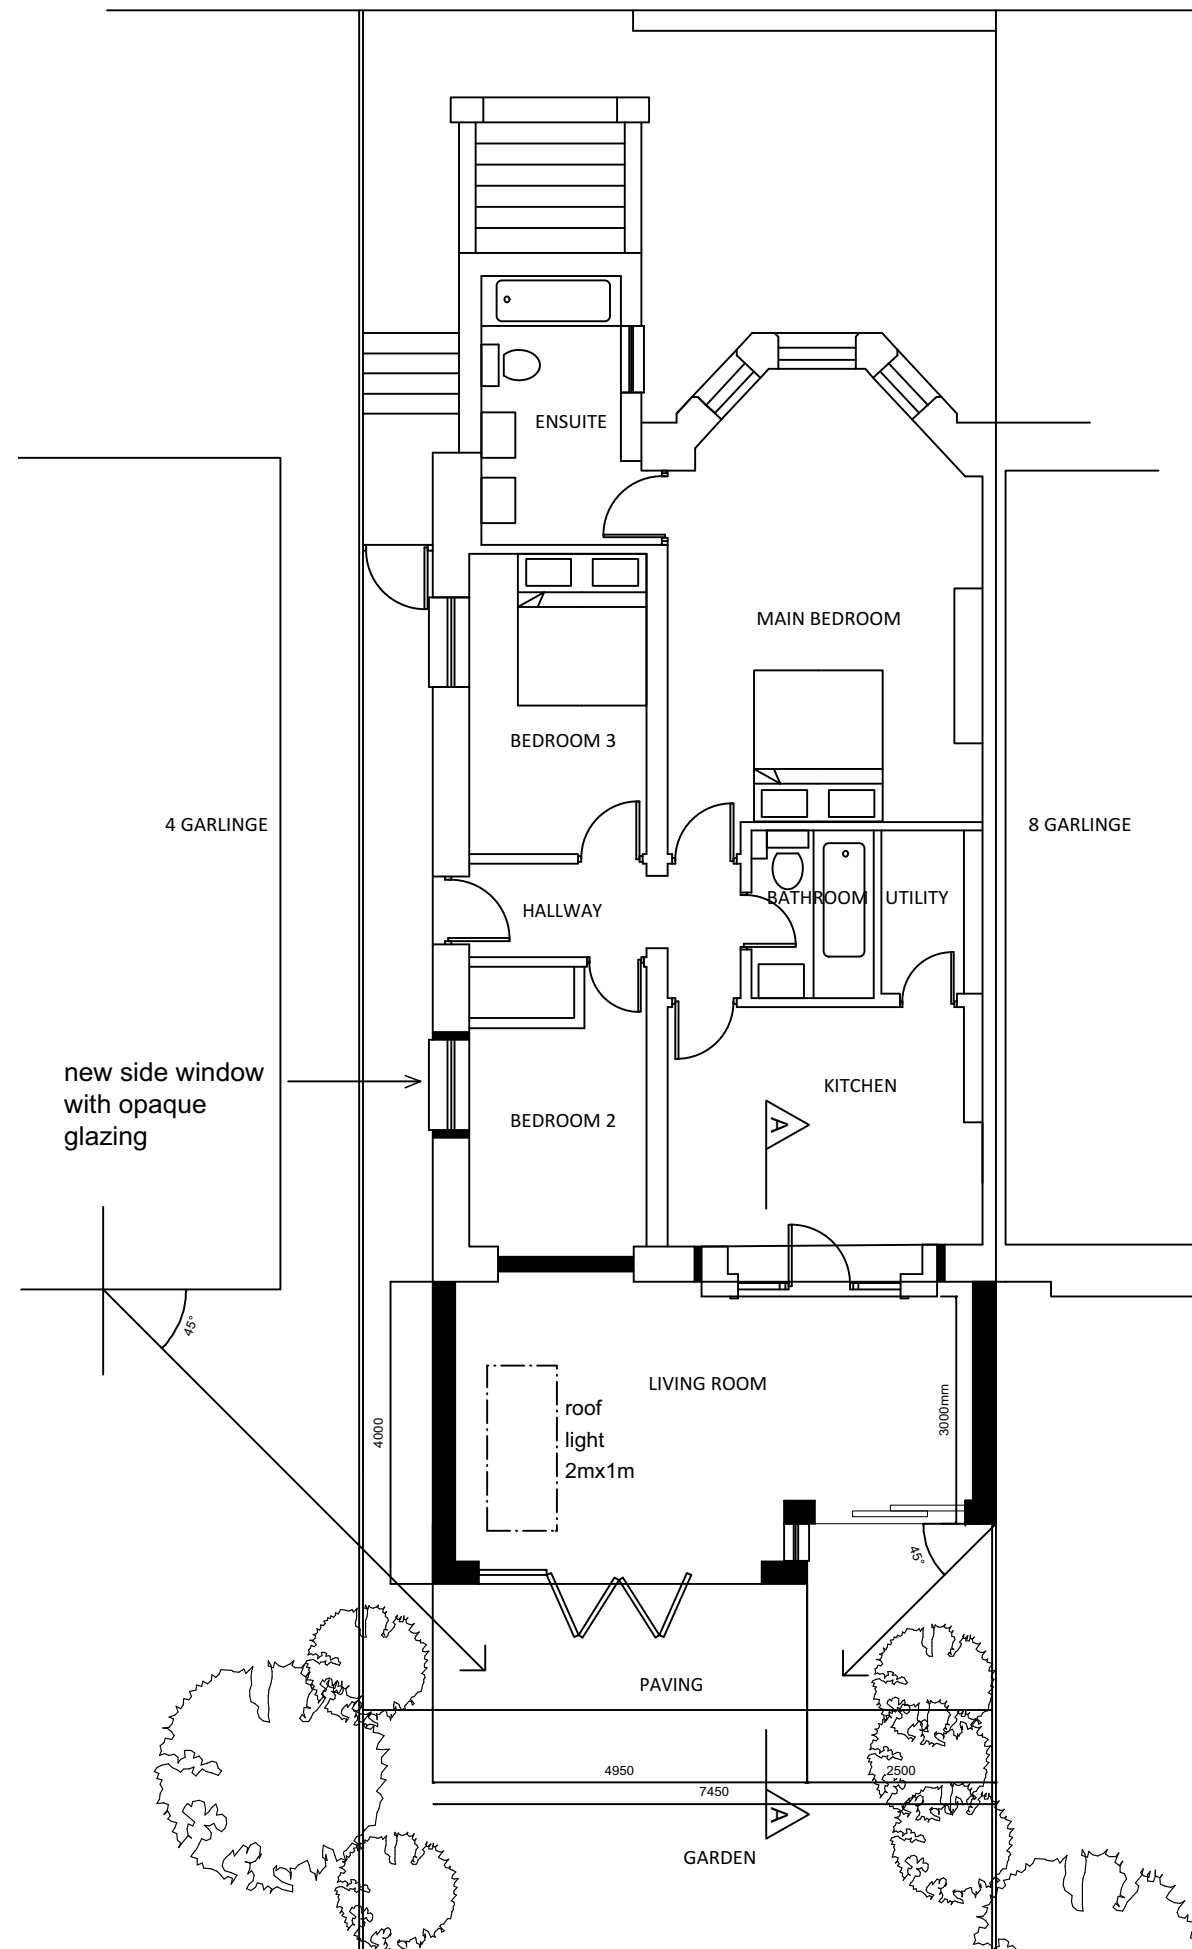 ENSUITE
MAIN BEDROOM
BEDROOM 3
4 GARLINGE
8 GARLINGE
BATHROOM
UTILITY
HALLWAY
new side window
with opaque
glazing
KITCHEN
BEDROOM 2
A
45°
LIVING ROOM
roof
light
2mx1m
4000
3000mm
45°
PAVING
4950
2500
7450
A
GARDEN